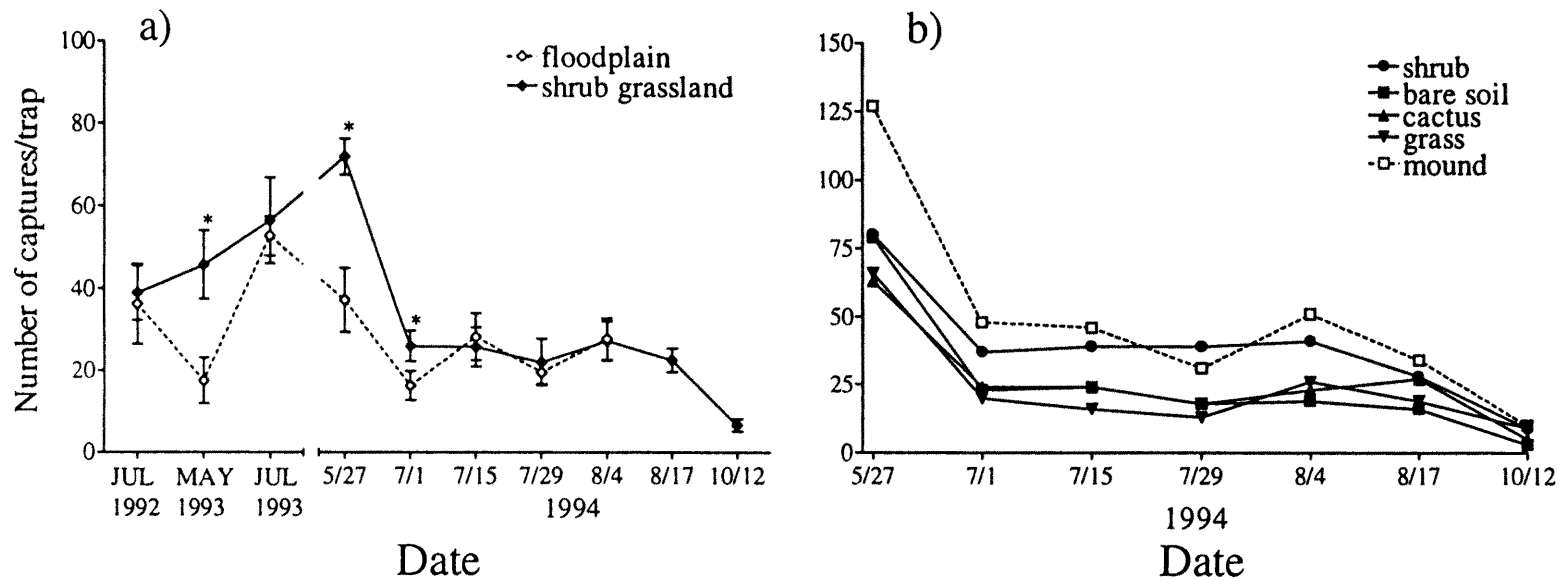 a)
floodplain
shrub grassland
Number of captures/trap
100
80
60
40
20
0
*
*
*
JUL MAY JUL 5/27 7/1 7/15 7/29 8/4 8/17 10/12
1992 1993 1993 1994
Date
b)
shrub
bare soil
cactus
grass
mound
150
125
100
75
50
25
0
5/27 7/1 7/15 7/29 8/4 8/17 10/12
1994
Date